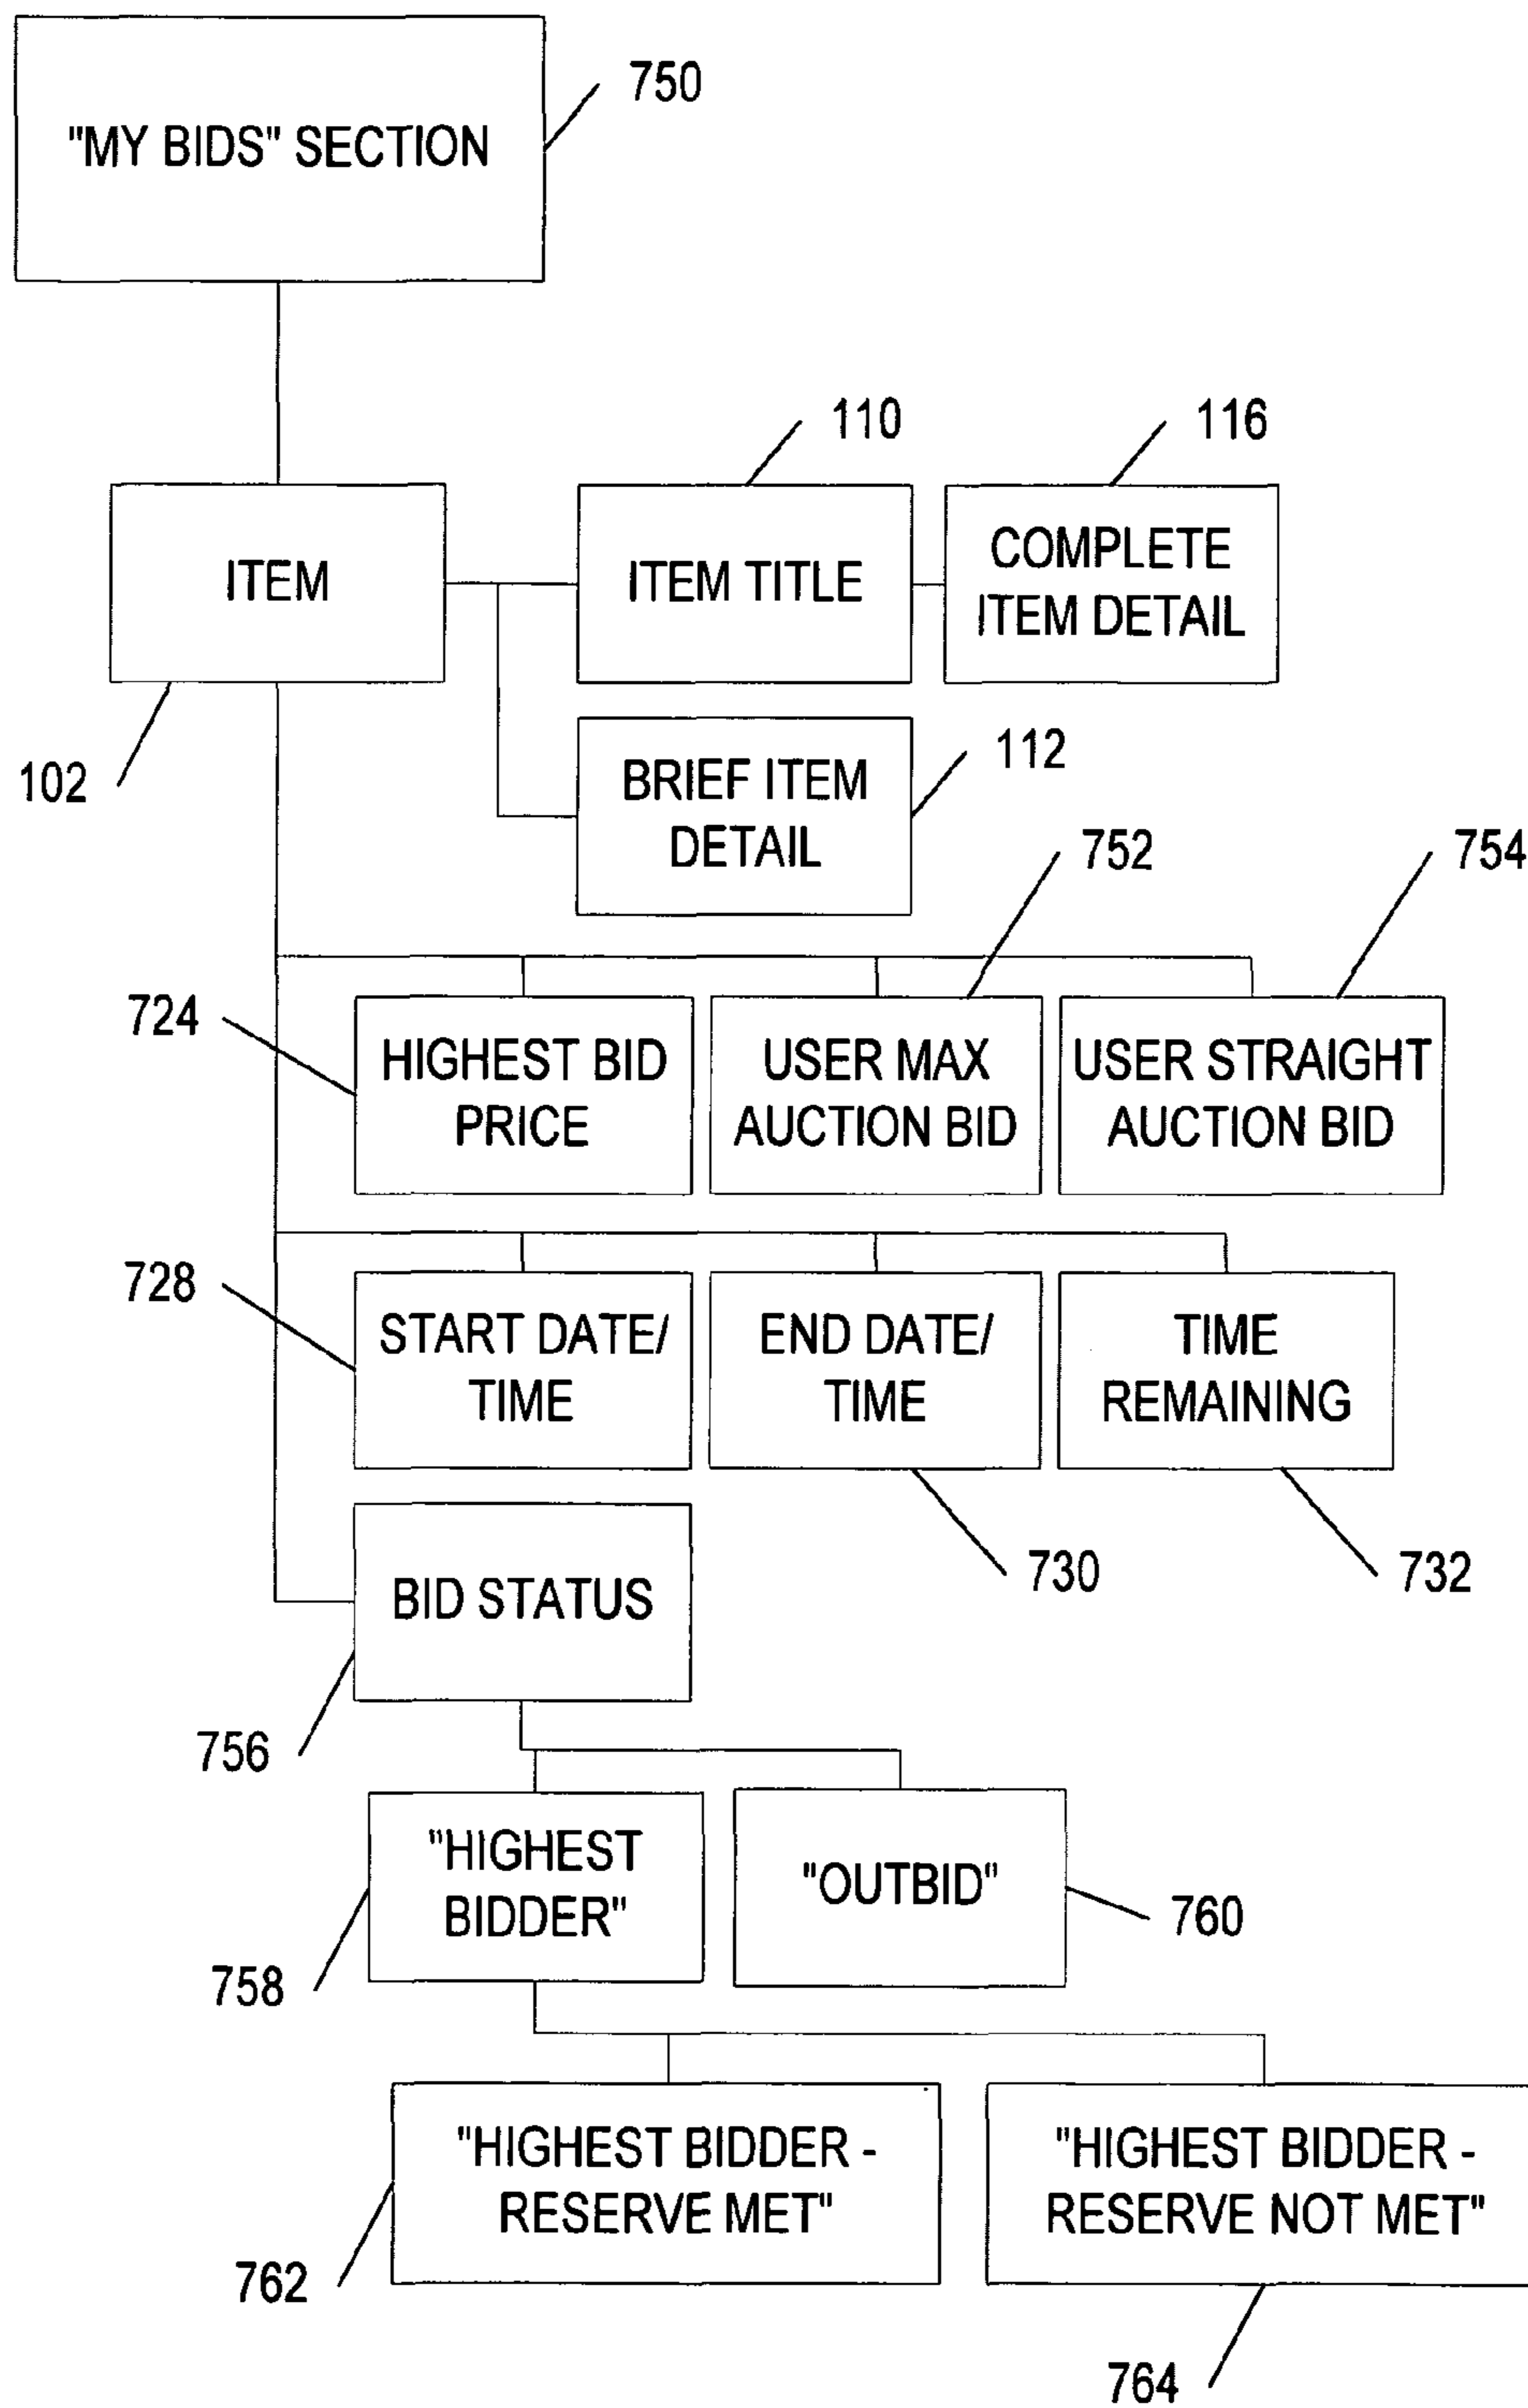 750
"MY BIDS" SECTION
110
116
ITEM
ITEM TITLE
COMPLETE
ITEM DETAIL
102
112
BRIEF ITEM
DETAIL
752
754
724
HIGHEST BID
PRICE
USER MAX
AUCTION BID
USER STRAIGHT
AUCTION BID
728
START DATE/
TIME
END DATE/
TIME
TIME
REMAINING
730
732
BID STATUS
756
"HIGHEST
BIDDER"
"OUTBID"
760
758
"HIGHEST BIDDER -
RESERVE MET"
"HIGHEST BIDDER -
RESERVE NOT MET"
762
764